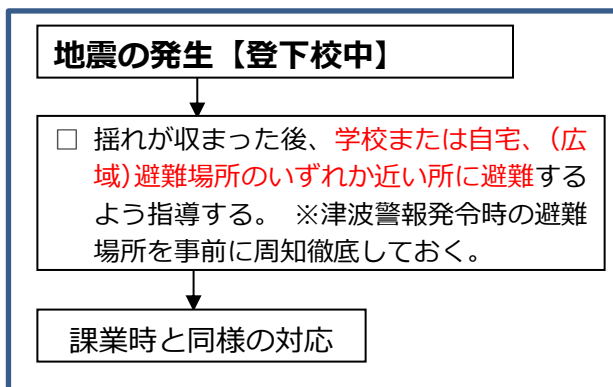 地震の発生【登下校中】
□ 揺れが収まった後、学校または自宅、（広
域）避難場所のいずれか近い所に避難する
よう指導する。 ※津波警報発令時の避難
場所を事前に周知徹底しておく。
課業時と同様の対応